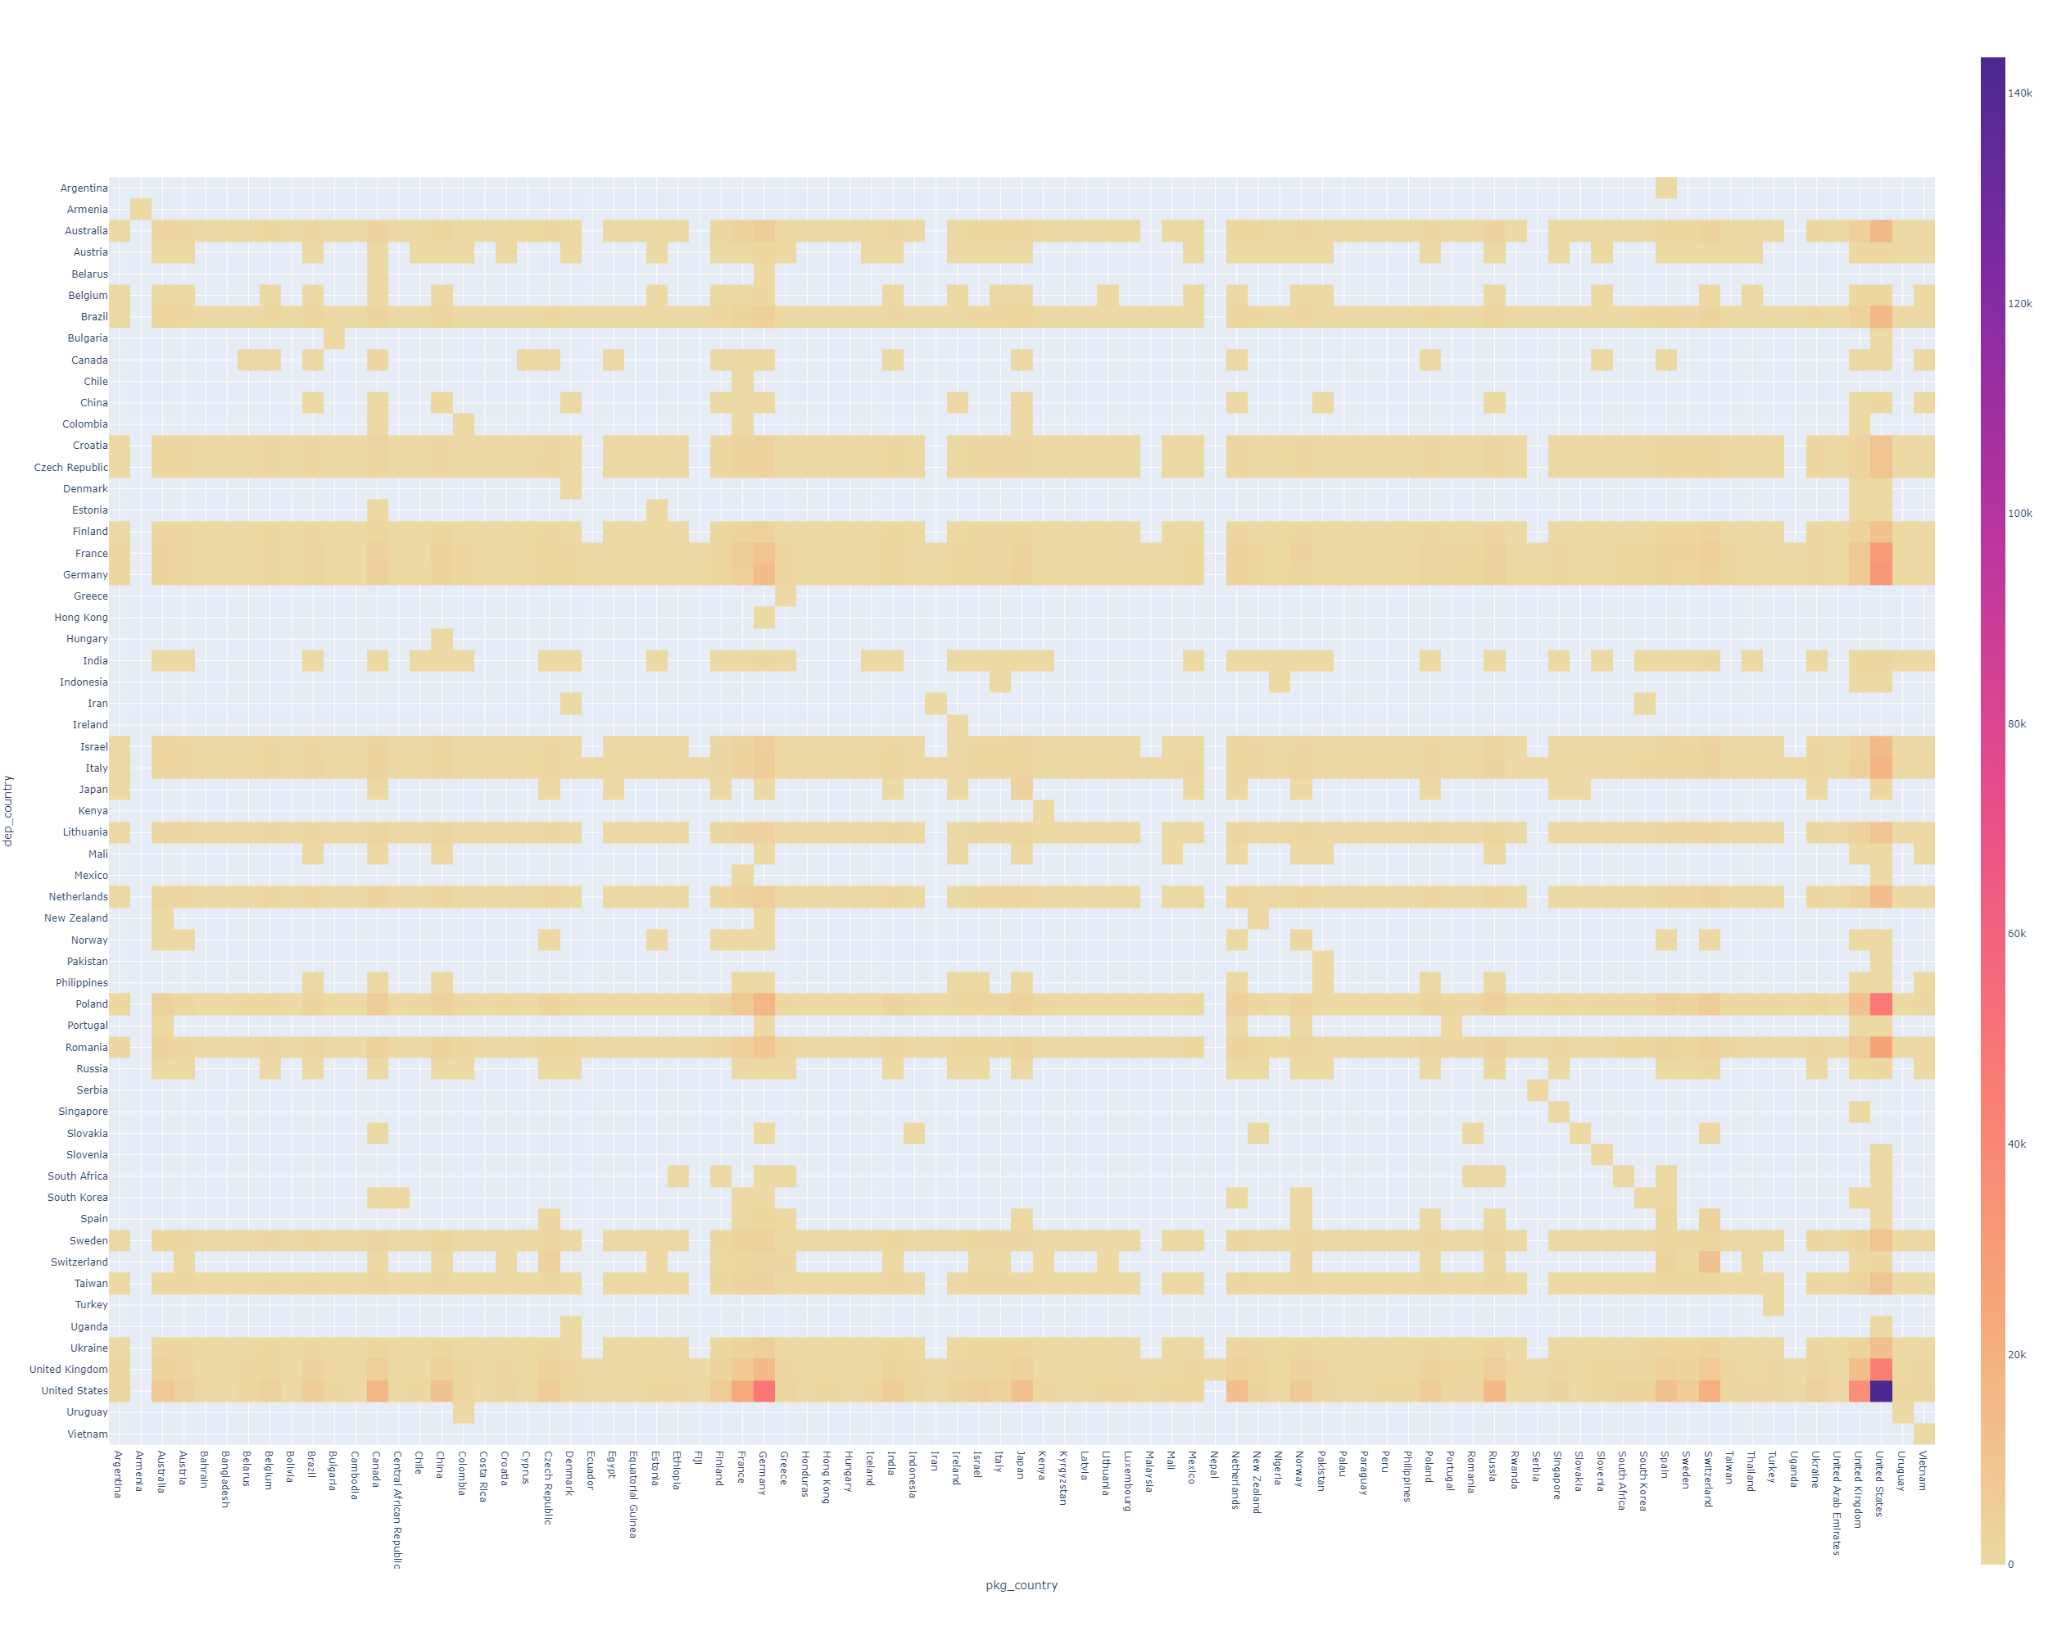 Argentina
Armenia
Australia
Austria
Belarus
Belgium
Brazil
Bulgaria
Canada
Chile
China
Colombia
Croatia
Czech Republic
Denmark
Estonia
Finland
France
Germany
Greece
Hong Kong
Hungary
India
Indonesia
Iran
Ireland
Israel
Italy
Japan
Kenya
Lithuania
Mali
Mexico
Netherlands
New Zealand
Norway
Pakistan
Philippines
Poland
Portugal
Romania
Russia
Serbia
Singapore
Slovakia
Slovenia
South Africa
South Korea
Spain
Sweden
Switzerland
Taiwan
Turkey
Uganda
Ukraine
United Kingdom
United States
Uruguay
Vietnam
dep_country
Argentina
Armenia
Australia
Austria
Bahrain
Bangladesh
Belarus
Belgium
Bolivia
Brazil
Bulgaria
Cambodia
Canada
Central African Republic
Chile
China
Colombia
Costa Rica
Croatia
Cyprus
Czech Republic
Denmark
Ecuador
Egypt
Equatorial Guinea
Estonia
Ethiopia
Fiji
Finland
France
Germany
Greece
Honduras
Hong Kong
Hungary
Iceland
India
Indonesia
Iran
Ireland
Israel
Italy
Japan
Kenya
Kyrgyzstan
Latvia
Lithuania
Luxembourg
Malaysia
Mali
Mexico
Nepal
Netherlands
New Zealand
Nigeria
Norway
Pakistan
Palau
Paraguay
Peru
Philippines
Poland
Portugal
Romania
Russia
Rwanda
Serbia
Singapore
Slovakia
Slovenia
South Africa
South Korea
Spain
Sweden
Switzerland
Taiwan
Thailand
Turkey
Uganda
Ukraine
United Arab Emirates
United Kingdom
United States
Uruguay
Vietnam
pkg_country
140k
120k
100k
80k
60k
40k
20k
0